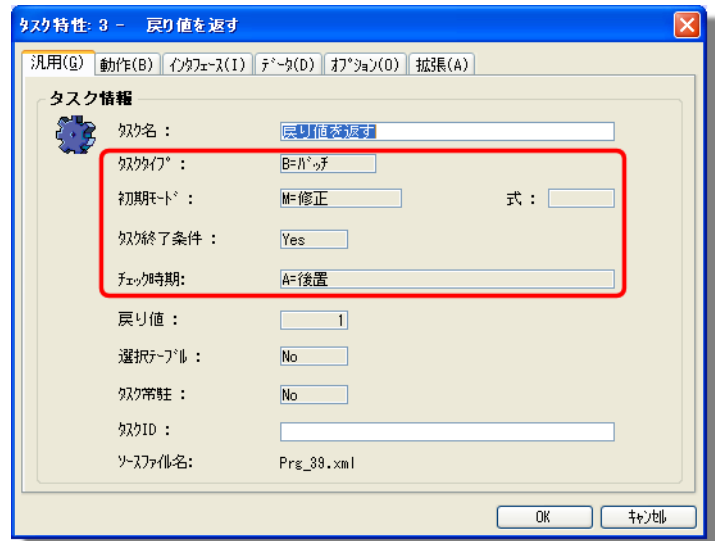 ﾀｽｸ特性: 3 - 戻り値を返す
汎用(G) 動作(B) ｲﾝﾀﾌｪｰｽ(I) ﾃﾞｰﾀ(D) ｵﾌﾟｼｮﾝ(O) 拡張(A)
タスク情報
ﾀｽｸ名： 戻り値を返す
ﾀｽｸﾀｲﾌﾟ： B=ﾊﾞｯﾁ
初期ﾓｰﾄﾞ： M=修正 式：
ﾀｽｸ終了条件： Yes
ﾁｪｯｸ時期: A=後置
戻り値： 1
選択ﾃｰﾌﾞﾙ： No
ﾀｽｸ常駐： No
ﾀｽｸID：
ｿｰｽﾌｧｲﾙ名: Prg_39.xml
OK ｷｬﾝｾﾙ